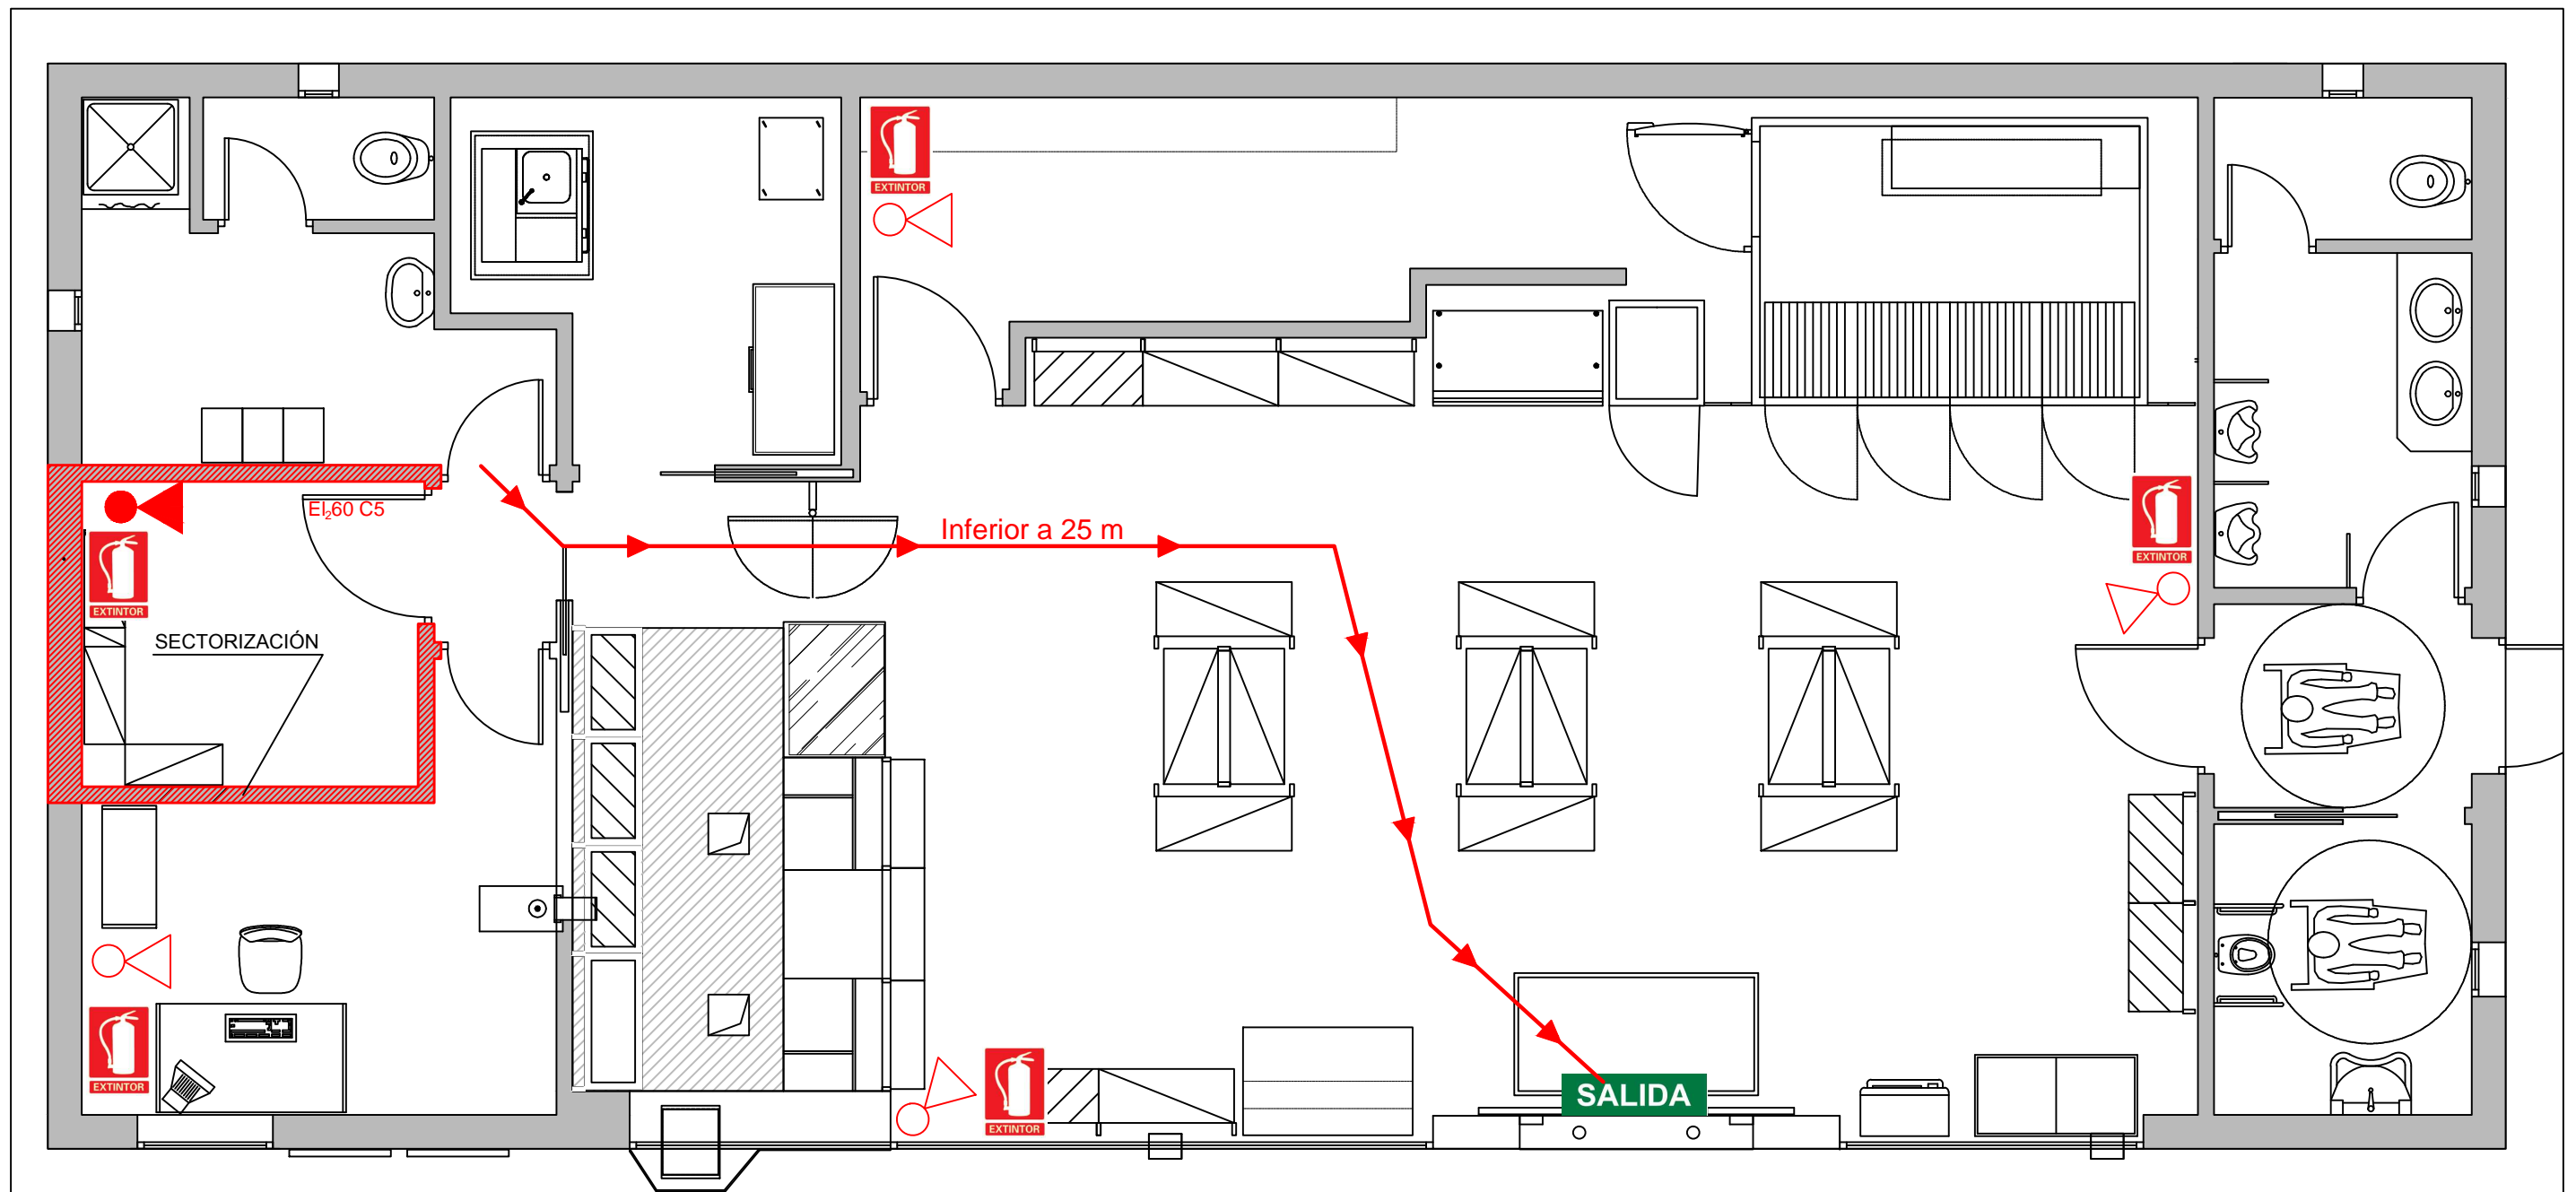 EXTINTOR
EI₂60 C5
Inferior a 25 m
EXTINTOR
EXTINTOR
SECTORIZACIÓN
EXTINTOR
EXTINTOR
SALIDA